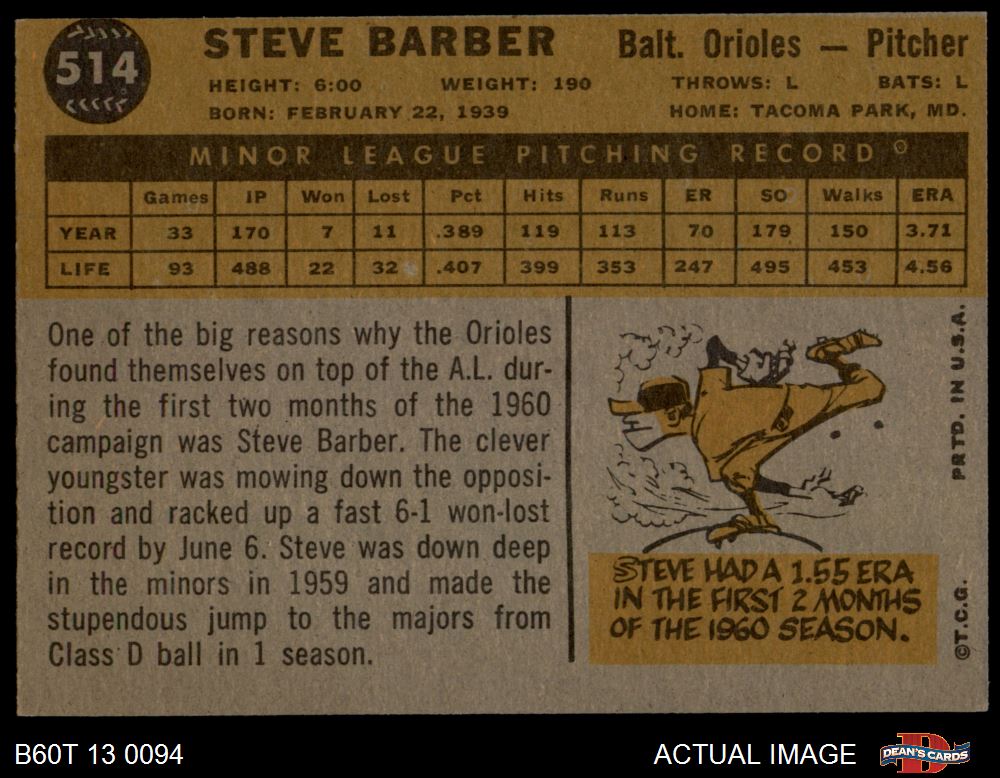 514
STEVE BARBER
Balt. Orioles — Pitcher
HEIGHT: 6:00 WEIGHT: 190 THROWS: L BATS: L
BORN: FEBRUARY 22, 1939 HOME: TACOMA PARK, MD.
MINOR LEAGUE PITCHING RECORD
Games IP Won Lost Pct Hits Runs ER SO Walks ERA
YEAR 33 170 7 11 .389 119 113 70 179 150 3.71
LIFE 93 488 22 32 .407 399 353 247 495 453 4.56
One of the big reasons why the Orioles
found themselves on top of the A.L. dur-
ing the first two months of the 1960
campaign was Steve Barber. The clever
youngster was mowing down the opposi-
tion and racked up a fast 6-1 won-lost
record by June 6. Steve was down deep
in the minors in 1959 and made the
stupendous jump to the majors from
Class D ball in 1 season.
STEVE HAD A 1.55 ERA
IN THE FIRST 2 MONTHS
OF THE 1960 SEASON.
©T.C.G. PRTD. IN U.S.A.
B60T 13 0094
ACTUAL IMAGE
DEAN'S CARDS